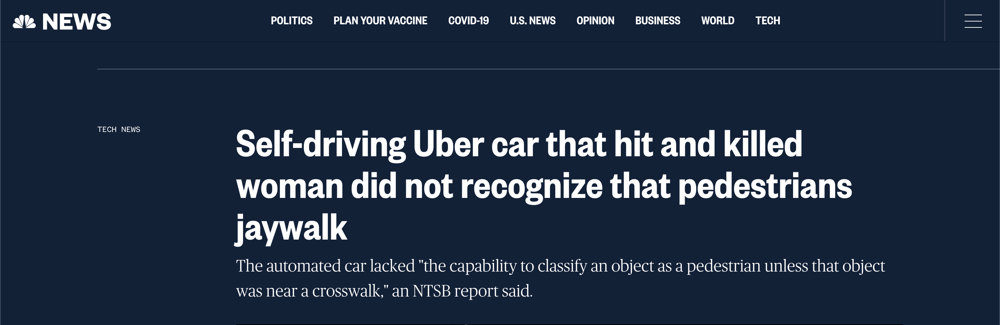 NEWS
POLITICS PLAN YOUR VACCINE COVID-19 U.S. NEWS OPINION BUSINESS WORLD TECH
TECH NEWS
Self-driving Uber car that hit and killed
woman did not recognize that pedestrians
jaywalk
The automated car lacked "the capability to classify an object as a pedestrian unless that object
was near a crosswalk," an NTSB report said.